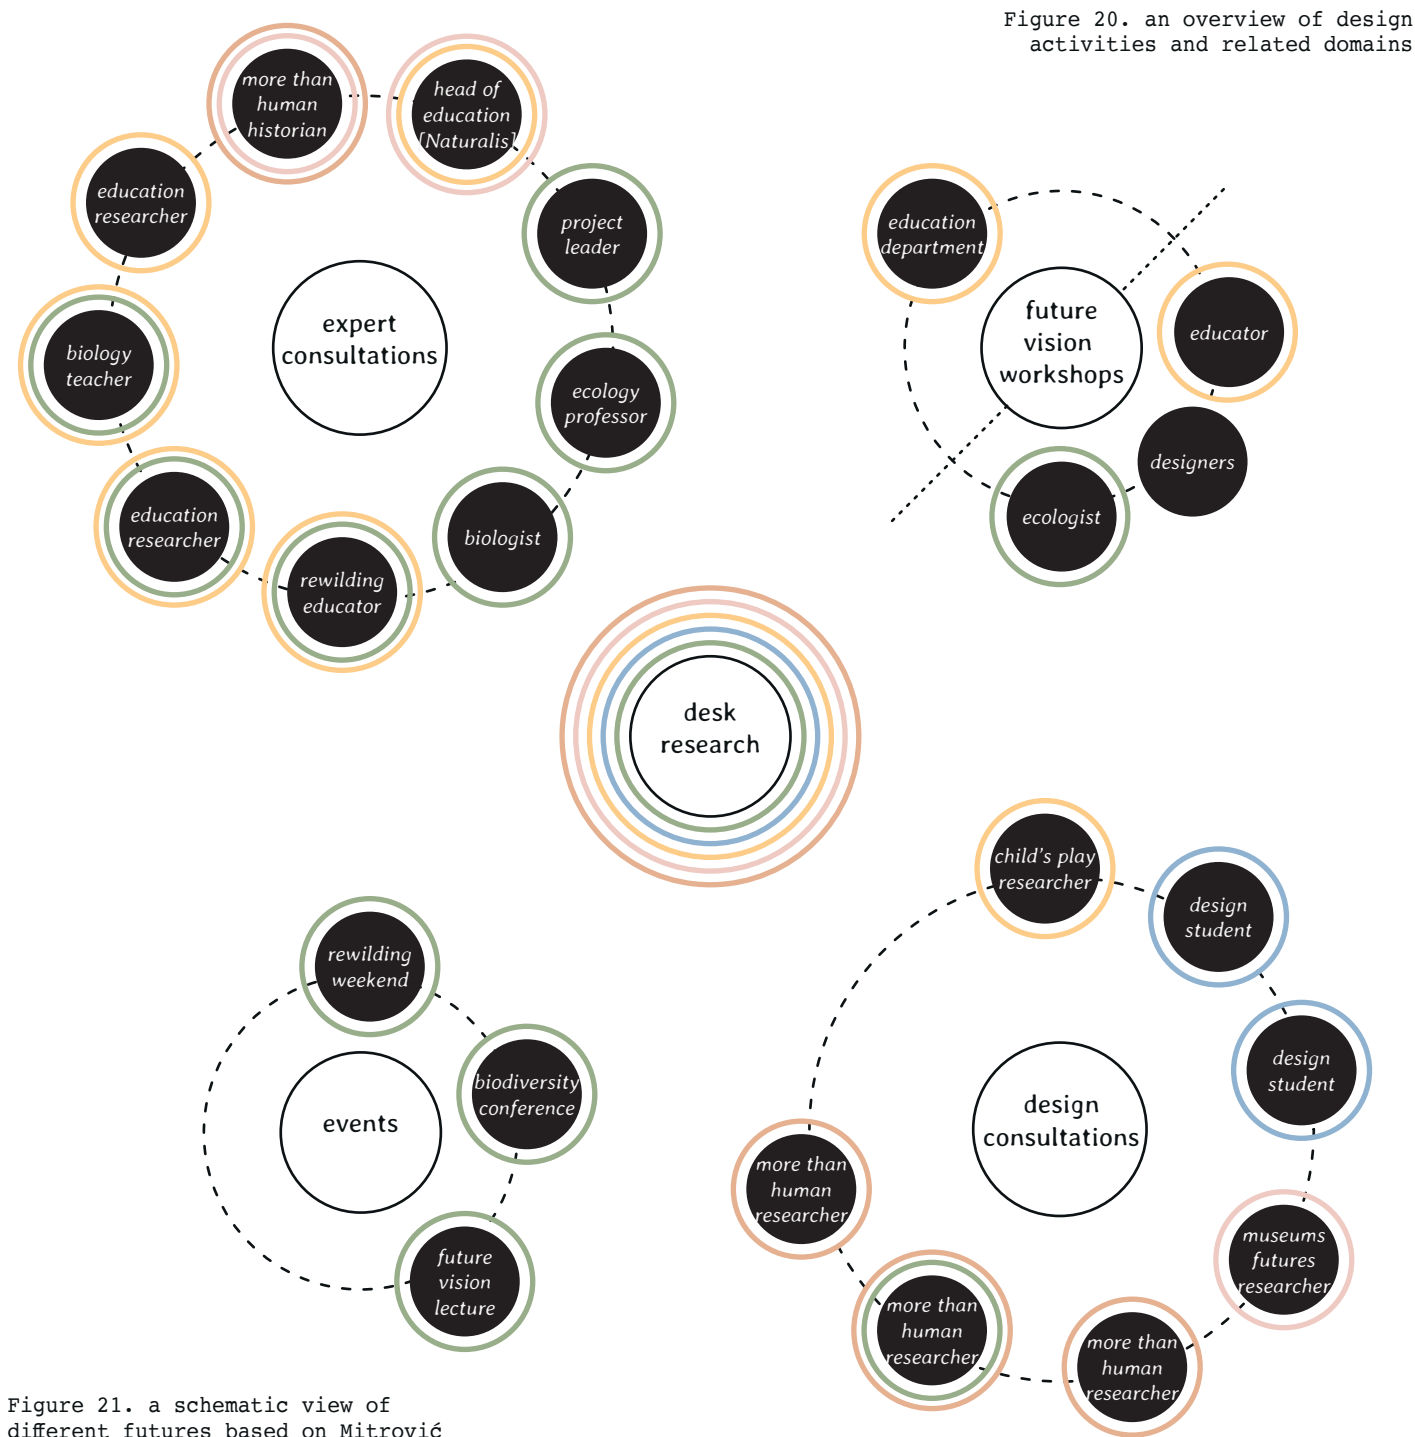 Figure 20. an overview of design
activities and related domains
more than
human
historian
head of
education
[Naturalis]
education
researcher
project
leader
biology
teacher
expert
consultations
ecology
professor
education
researcher
rewilding
educator
biologist
education
department
future
vision
workshops
educator
designers
ecologist
desk
research
rewilding
weekend
biodiversity
conference
events
future
vision
lecture
child's play
researcher
design
student
design
student
design
consultations
more than
human
researcher
museums
futures
researcher
more than
human
researcher
more than
human
researcher
Figure 21. a schematic view of
different futures based on Mitrović